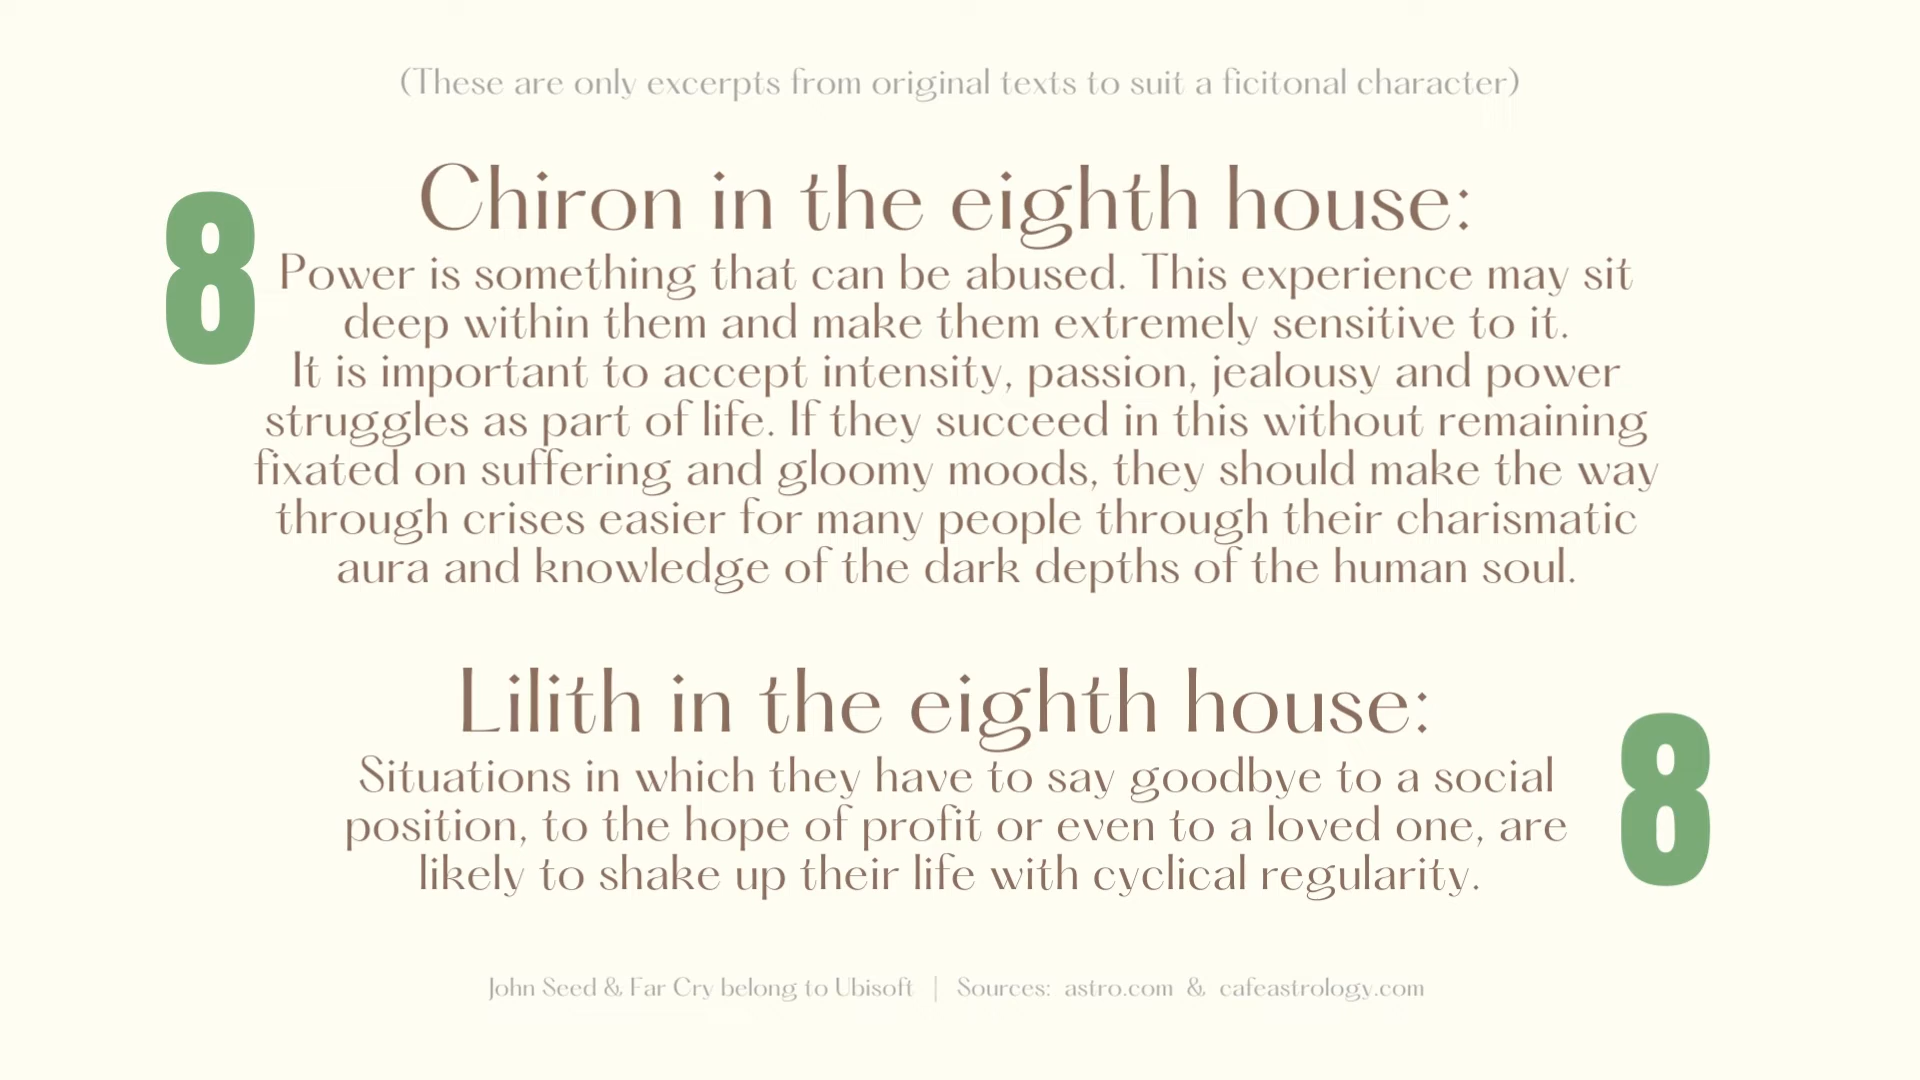 (These are only excerpts from original texts to suit a ficitonal character)
8
Chiron in the eighth house:
Power is something that can be abused. This experience may sit
deep within them and make them extremely sensitive to it.
It is important to accept intensity, passion, jealousy and power
struggles as part of life. If they succeed in this without remaining
fixated on suffering and gloomy moods, they should make the way
through crises easier for many people through their charismatic
aura and knowledge of the dark depths of the human soul.
Lilith in the eighth house:
8
Situations in which they have to say goodbye to a social
position, to the hope of profit or even to a loved one, are
likely to shake up their life with cyclical regularity.
John Seed & Far Cry belong to Ubisoft | Sources: astro.com & cafeastrology.com